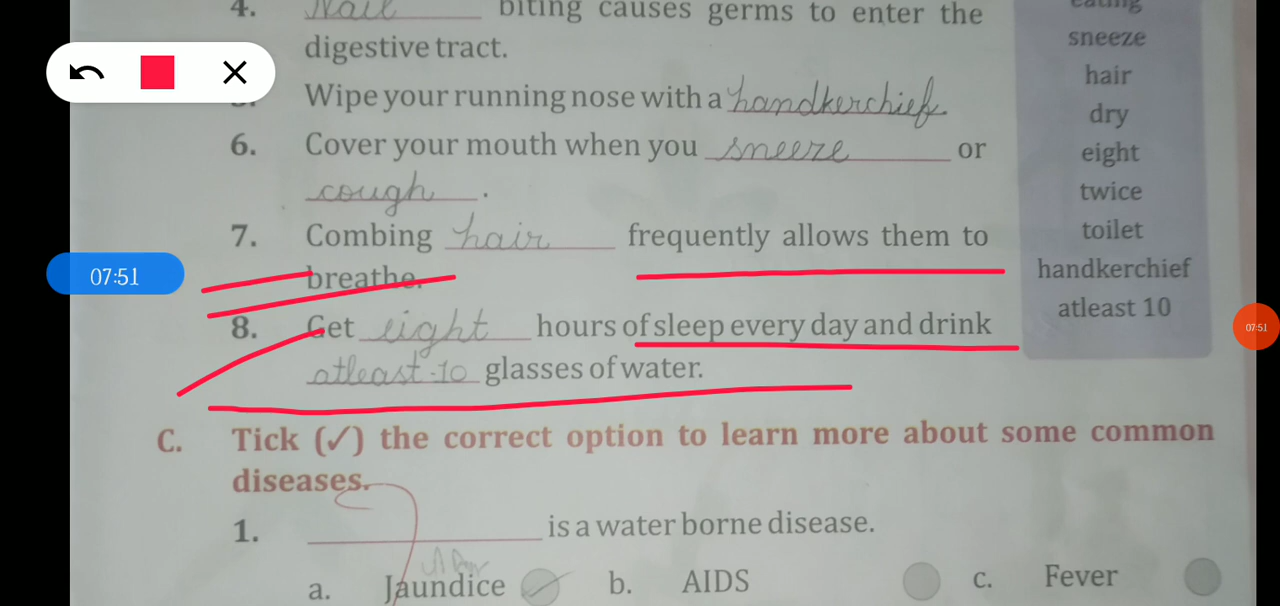 4. Nail biting causes germs to enter the
digestive tract.
Wipe your running nose with a handkerchief.
6. Cover your mouth when you sneeze or
cough.
7. Combing hair frequently allows them to
breathe.
8. Get eight hours of sleep every day and drink
atleast 10 glasses of water.
eating
sneeze
hair
dry
eight
twice
toilet
handkerchief
atleast 10
C. Tick (✓) the correct option to learn more about some common
diseases.
1. is a water borne disease.
a. Jaundice b. AIDS c. Fever
07:51
07:51